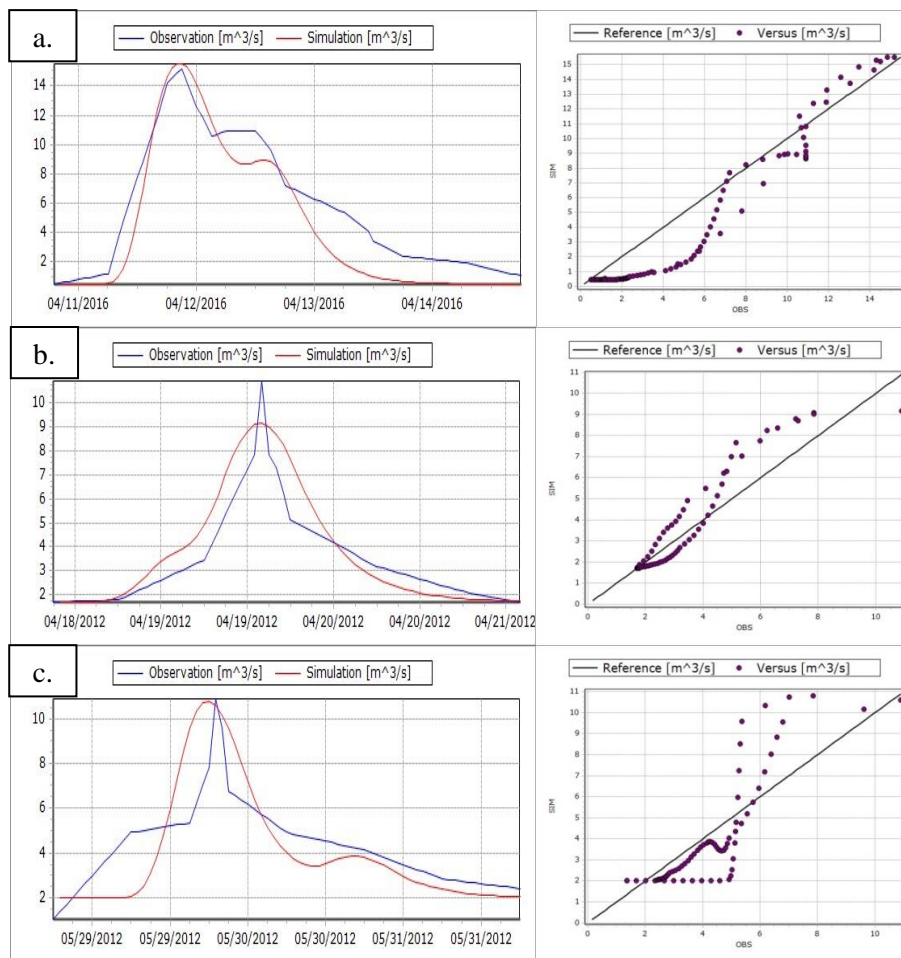 a.
Observation [m^3/s] Simulation [m^3/s]
14
12
10
8
6
4
2
04/11/2016 04/12/2016 04/13/2016 04/14/2016
Reference [m^3/s] Versus [m^3/s]
15
14
13
12
11
10
9
8
7
6
5
4
3
2
1
0
SIM
0 2 4 6 8 10 12 14
OBS
b.
Observation [m^3/s] Simulation [m^3/s]
10
9
8
7
6
5
4
3
2
04/18/2012 04/19/2012 04/19/2012 04/20/2012 04/20/2012 04/21/2012
Reference [m^3/s] Versus [m^3/s]
11
10
9
8
7
6
5
4
3
2
1
0
SIM
0 2 4 6 8 10
OBS
c.
Observation [m^3/s] Simulation [m^3/s]
10
8
6
4
2
05/29/2012 05/29/2012 05/30/2012 05/30/2012 05/31/2012 05/31/2012
Reference [m^3/s] Versus [m^3/s]
11
10
9
8
7
6
5
4
3
2
1
0
SIM
0 2 4 6 8 10
OBS